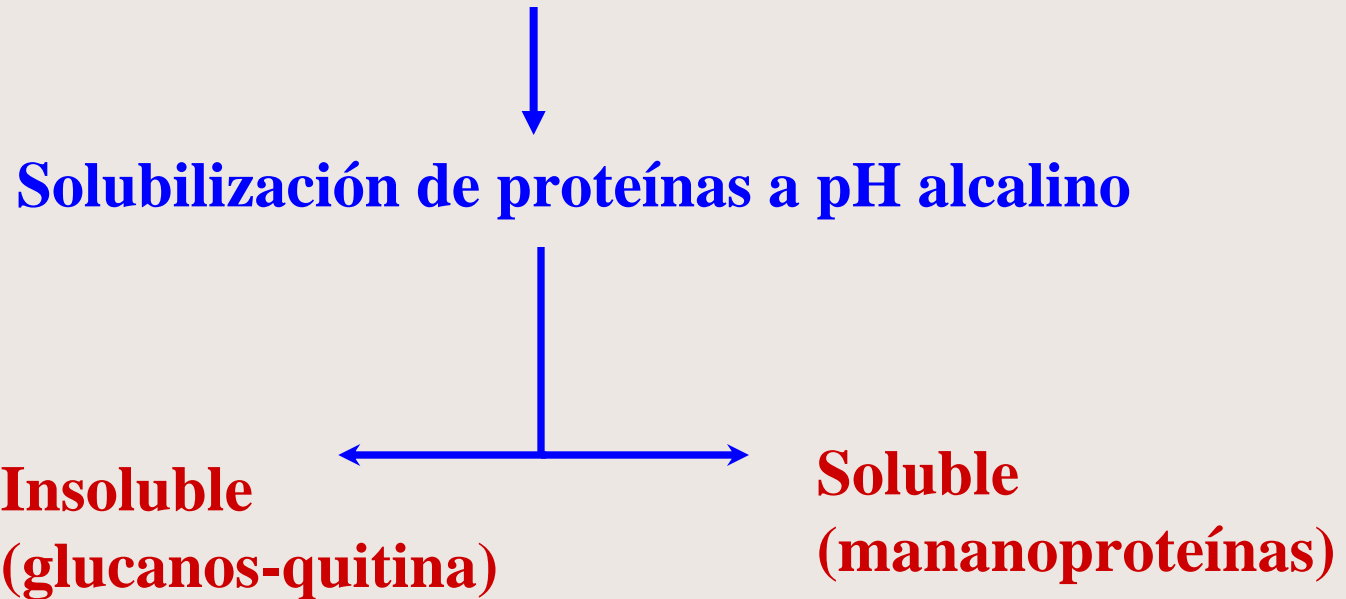 Solubilización de proteínas a pH alcalino
Insoluble
(glucanos-quitina)
Soluble
(mananoproteínas)